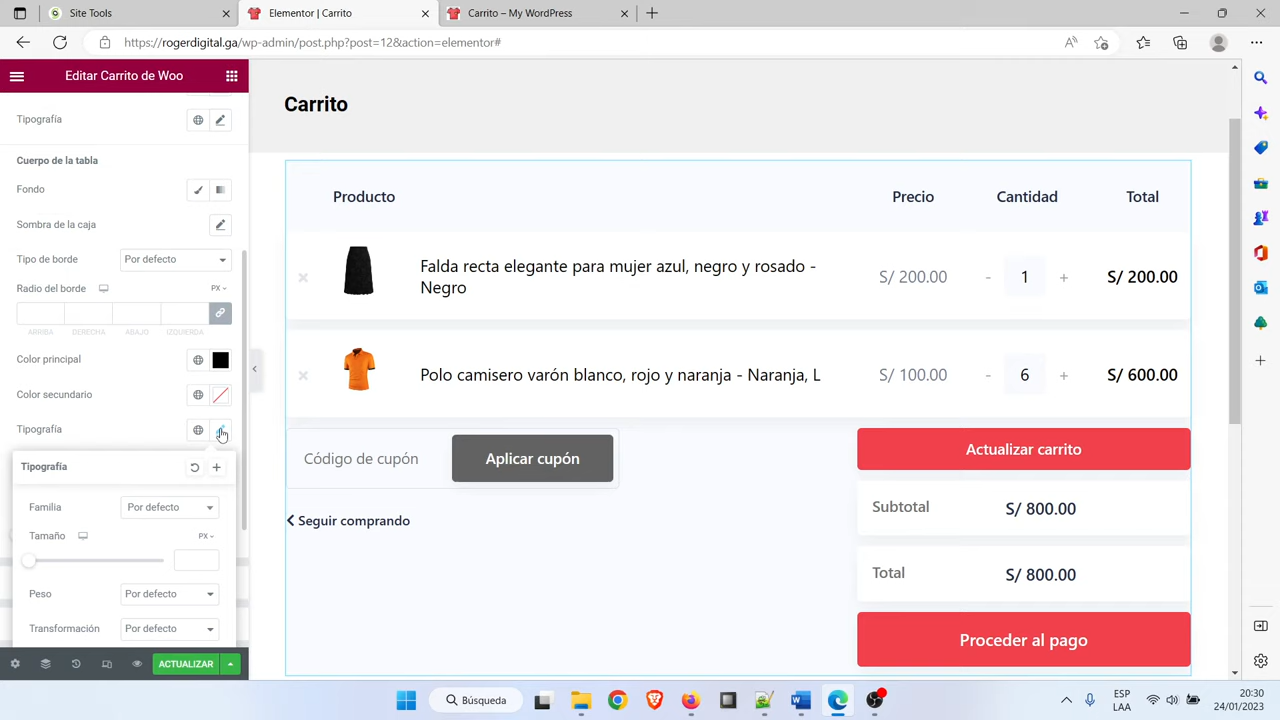 Site Tools
Elementor | Carrito
Carrito – My WordPress
https://rogerdigital.ga/wp-admin/post.php?post=12&action=elementor#
Editar Carrito de Woo
Tipografía
Cuerpo de la tabla
Fondo
Sombra de la caja
Tipo de borde
Por defecto
Radio del borde
PX
ARRIBA DERECHA ABAJO IZQUIERDA
Color principal
Color secundario
Tipografía
Tipografía
Familia
Por defecto
Tamaño
PX
Peso
Por defecto
Transformación
Por defecto
ACTUALIZAR
Carrito
Producto Precio Cantidad Total
Falda recta elegante para mujer azul, negro y rosado -
Negro
S/ 200.00 - 1 + S/ 200.00
Polo camisero varón blanco, rojo y naranja - Naranja, L
S/ 100.00 - 6 + S/ 600.00
Código de cupón
Aplicar cupón
Actualizar carrito
Subtotal S/ 800.00
Seguir comprando
Total S/ 800.00
Proceder al pago
Búsqueda
ESP
LAA
20:30
24/01/2023